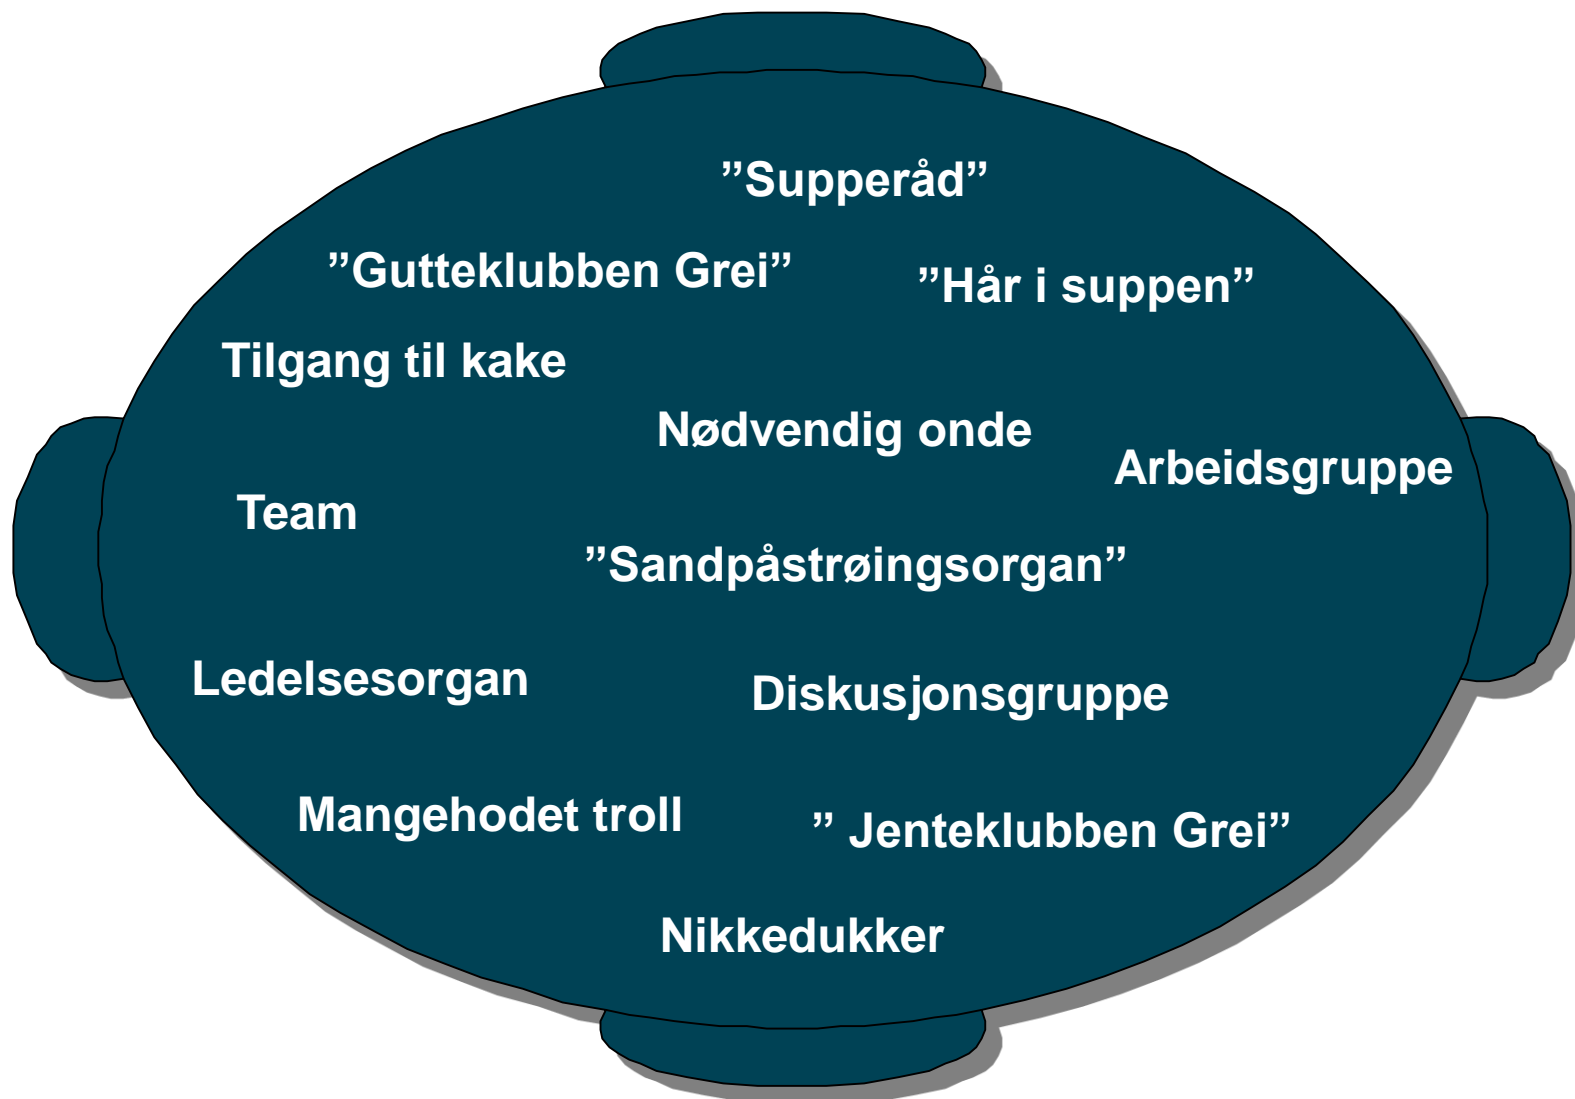 ”Supperåd”
”Gutteklubben Grei”
”Hår i suppen”
Tilgang til kake
Nødvendig onde
Arbeidsgruppe
Team
”Sandpåstrøingsorgan”
Ledelsesorgan
Diskusjonsgruppe
Mangehodet troll
” Jenteklubben Grei”
Nikkedukker